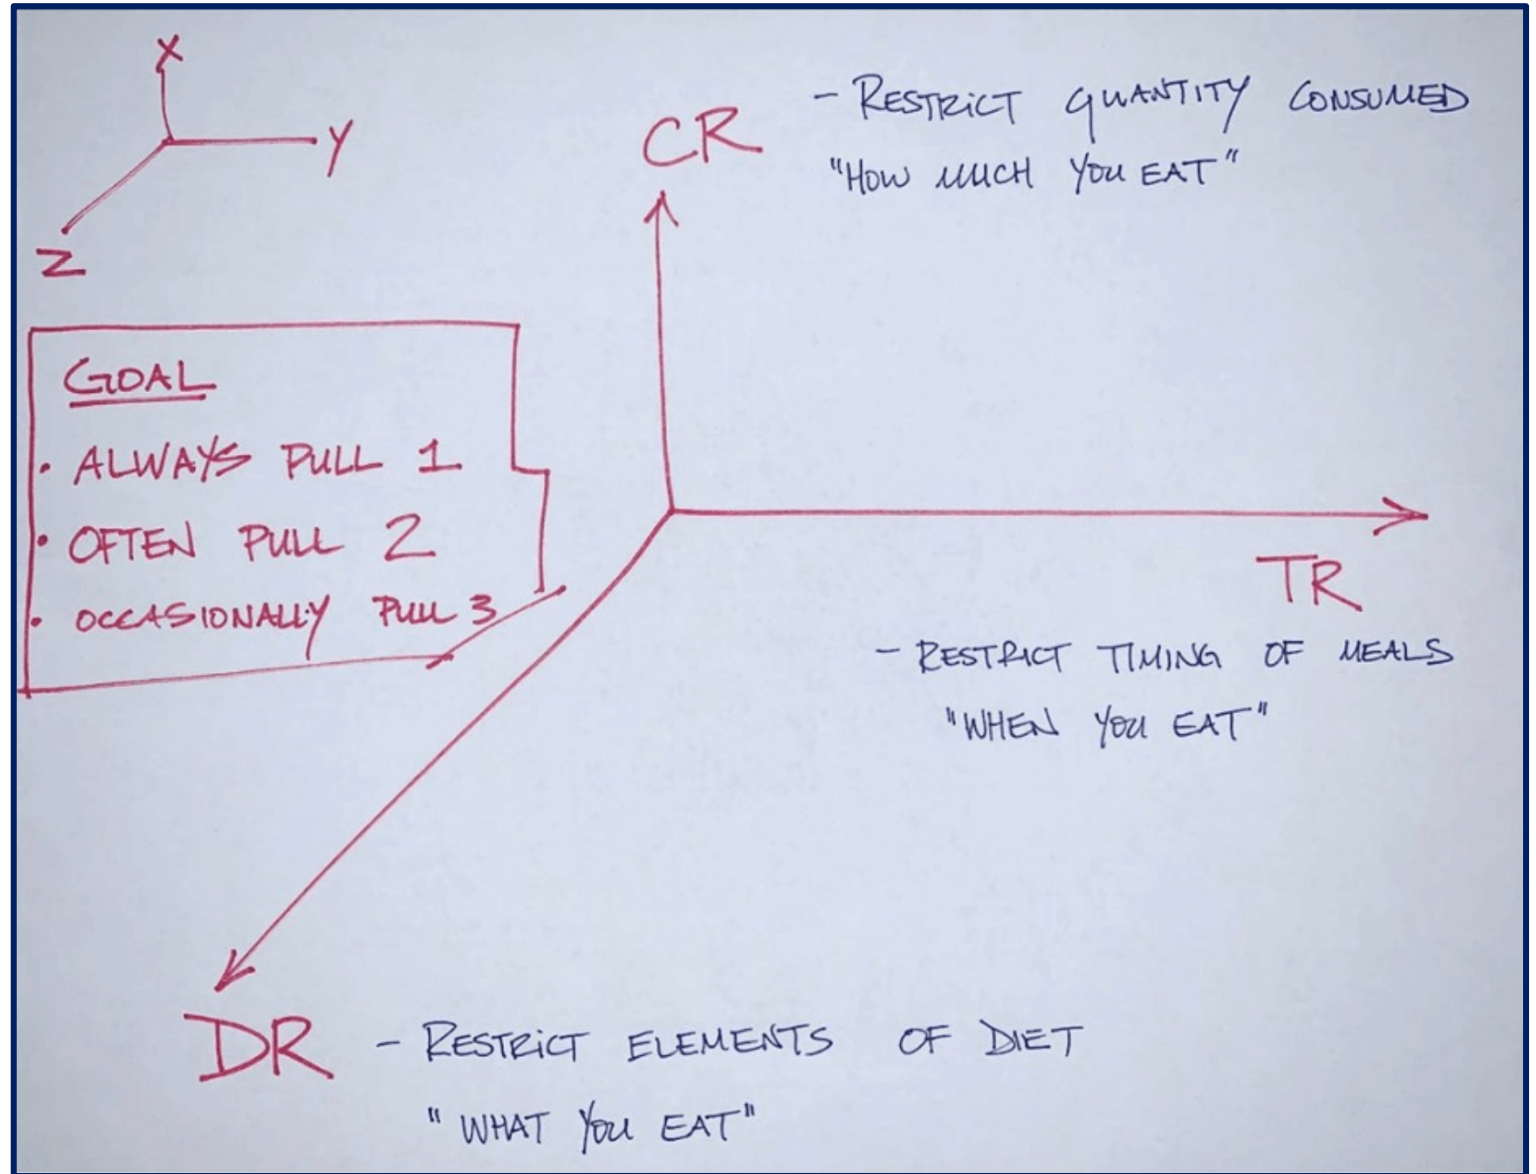 X
Y
Z
CR
- RESTRICT QUANTITY CONSUMED
"HOW MUCH YOU EAT"
GOAL
• ALWAYS PULL 1
• OFTEN PULL 2
• OCCASIONALLY PULL 3
TR
- RESTRICT TIMING OF MEALS
"WHEN YOU EAT"
DR - RESTRICT ELEMENTS OF DIET
"WHAT YOU EAT"